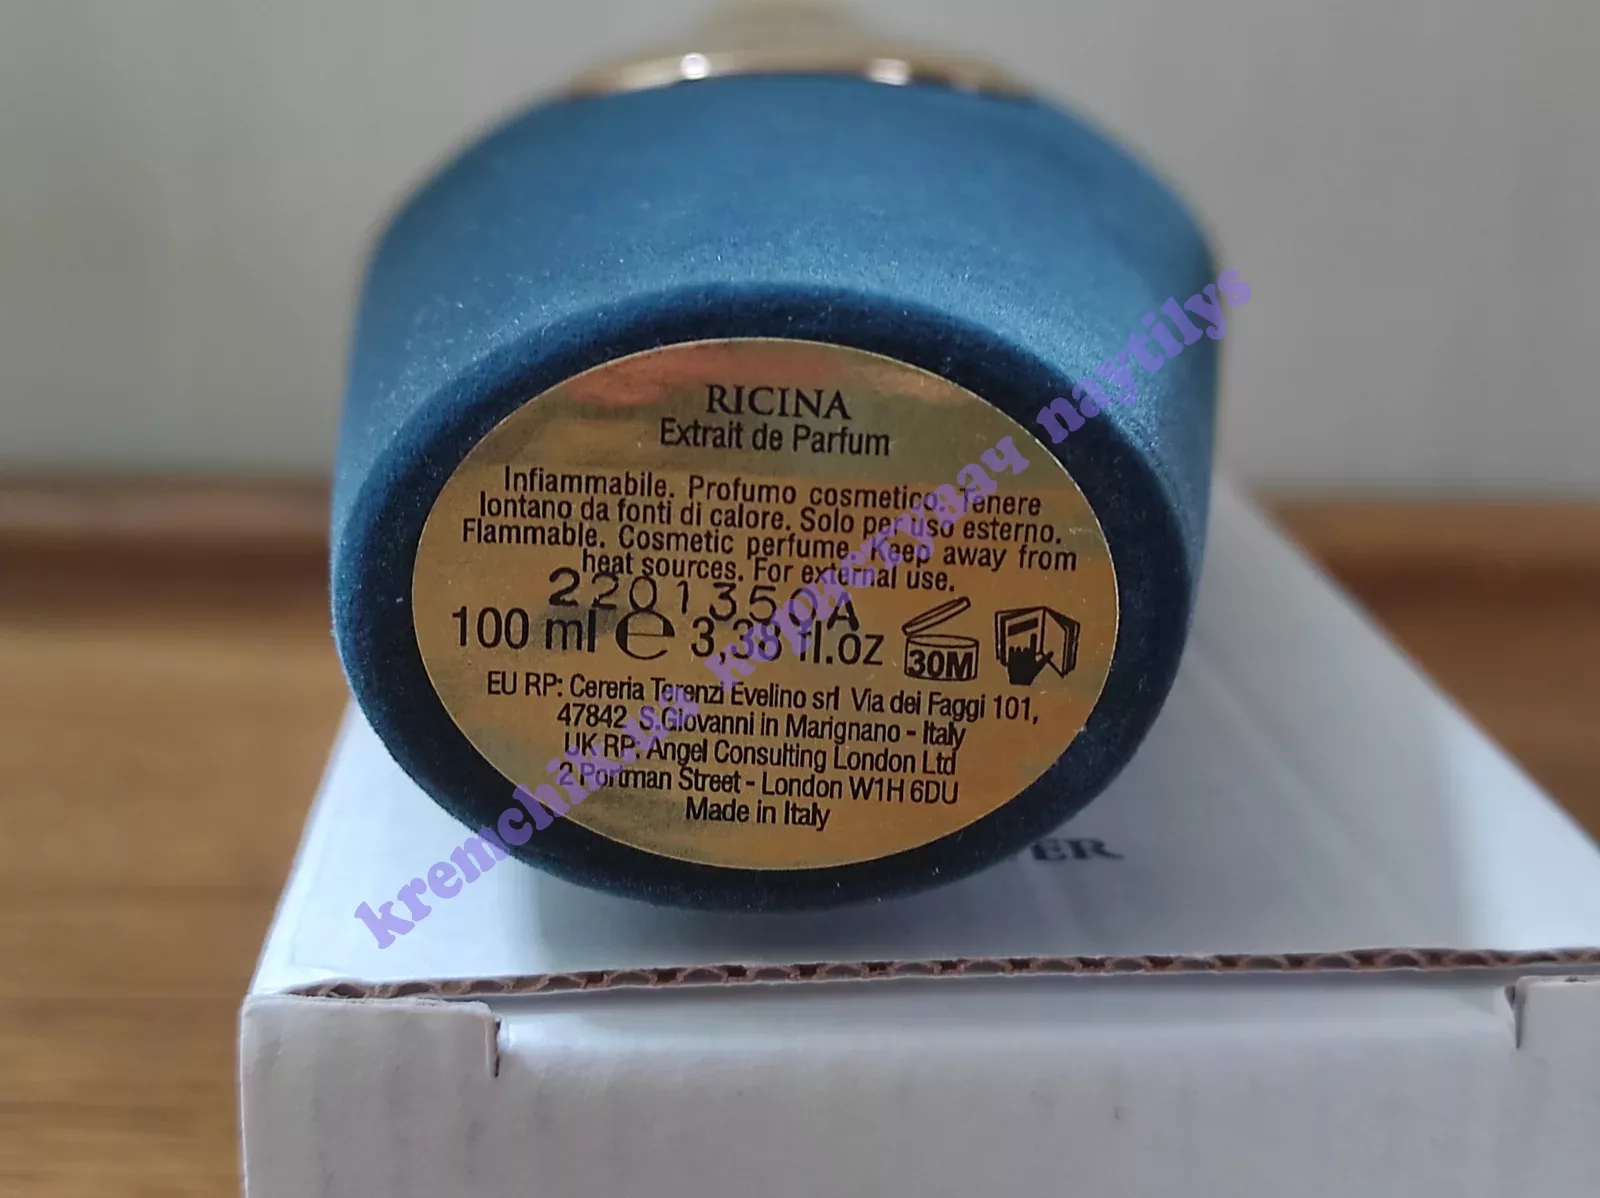 RICINA
Extrait de Parfum
Infiammabile. Profumo cosmetico. Tenere
lontano da fonti di calore. Solo per uso esterno.
Flammable. Cosmetic perfume. Keep away from
heat sources. For external use.
2201350A
100 ml e 3,38 fl.oz
30M
EU RP: Cereria Terenzi Evelino srl Via dei Faggi 101,
47842 S.Giovanni in Marignano - Italy
UK RP: Angel Consulting London Ltd
2 Portman Street - London W1H 6DU
Made in Italy
naytilys